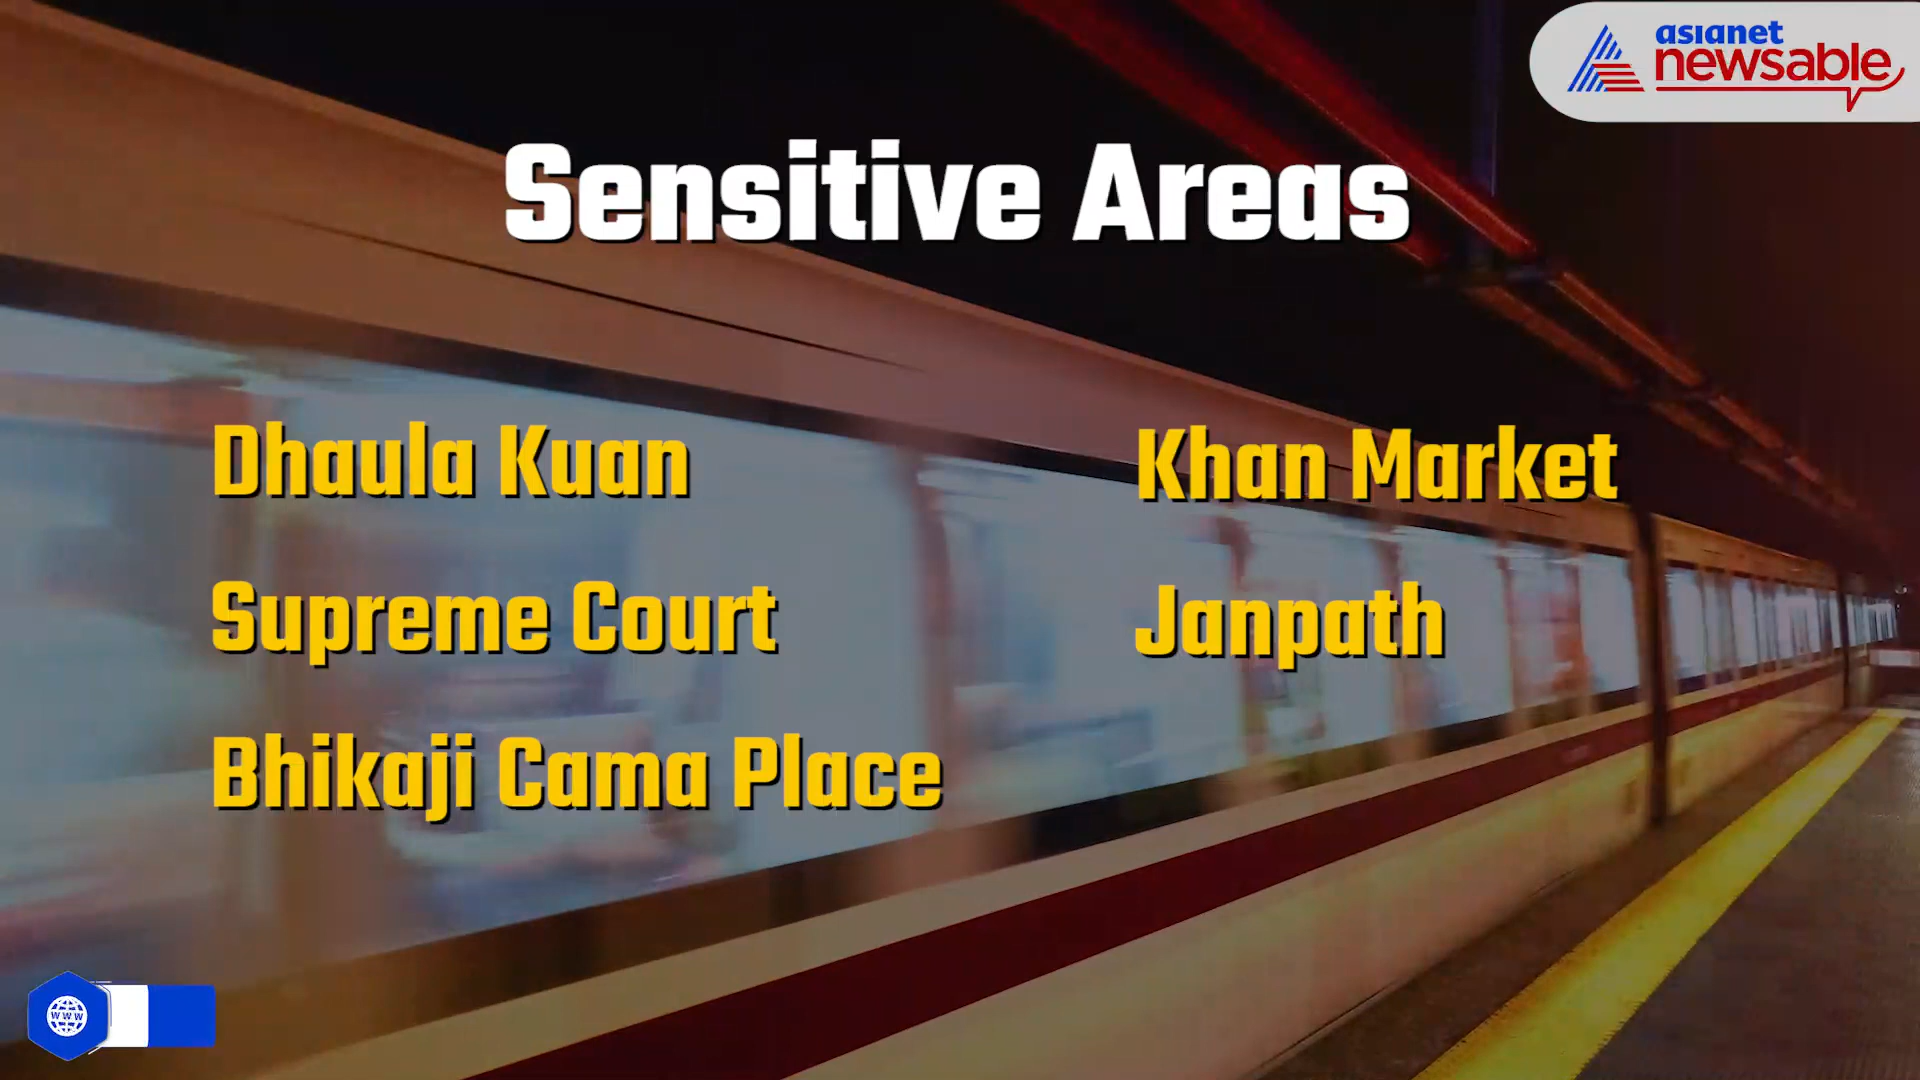 asianet
newsable
Sensitive Areas
Dhaula Kuan
Supreme Court
Bhikaji Cama Place
Khan Market
Janpath
WWW